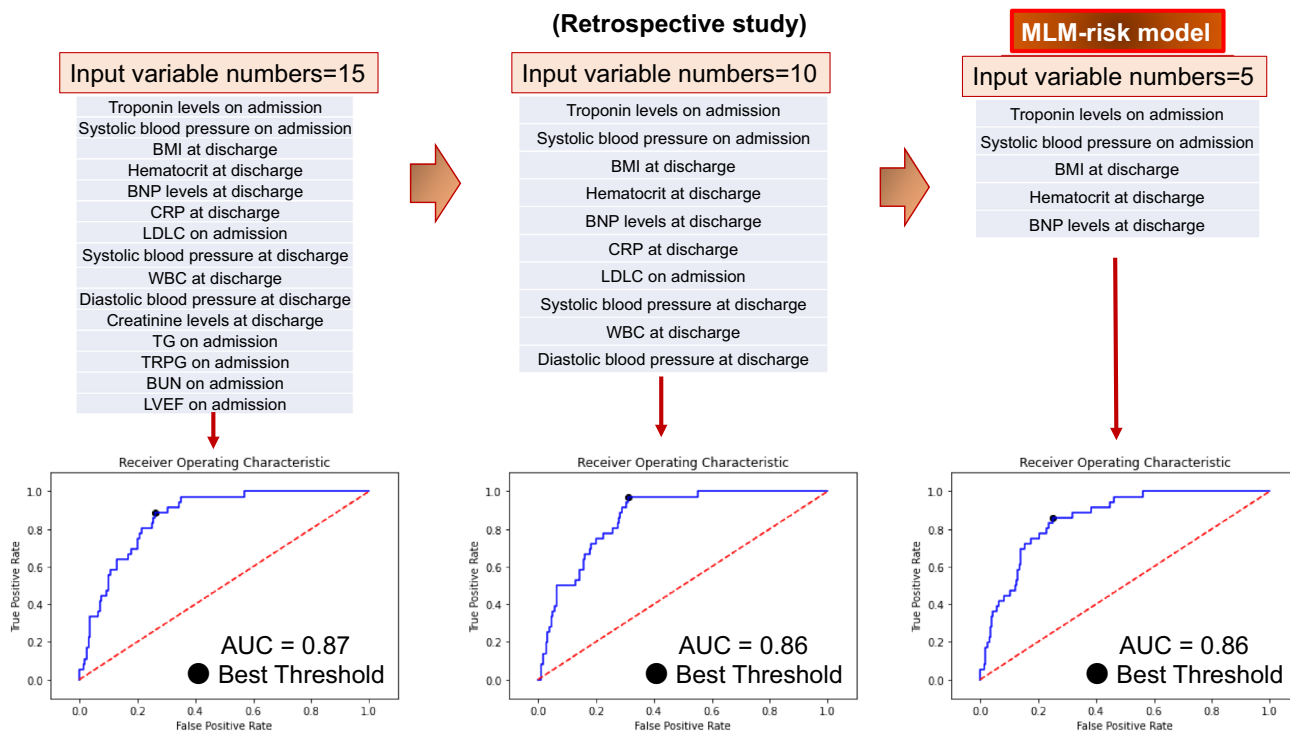 (Retrospective study)
MLM-risk model
Input variable numbers=15
Troponin levels on admission
Systolic blood pressure on admission
BMI at discharge
Hematocrit at discharge
BNP levels at discharge
CRP at discharge
LDLC on admission
Systolic blood pressure at discharge
WBC at discharge
Diastolic blood pressure at discharge
Creatinine levels at discharge
TG on admission
TRPG on admission
BUN on admission
LVEF on admission
Input variable numbers=10
Troponin levels on admission
Systolic blood pressure on admission
BMI at discharge
Hematocrit at discharge
BNP levels at discharge
CRP at discharge
LDLC on admission
Systolic blood pressure at discharge
WBC at discharge
Diastolic blood pressure at discharge
Input variable numbers=5
Troponin levels on admission
Systolic blood pressure on admission
BMI at discharge
Hematocrit at discharge
BNP levels at discharge
Receiver Operating Characteristic
True Positive Rate
1.0
0.8
0.6
0.4
0.2
0.0
AUC = 0.87
Best Threshold
0.0 0.2 0.4 0.6 0.8 1.0
False Positive Rate
Receiver Operating Characteristic
True Positive Rate
1.0
0.8
0.6
0.4
0.2
0.0
AUC = 0.86
Best Threshold
0.0 0.2 0.4 0.6 0.8 1.0
False Positive Rate
Receiver Operating Characteristic
True Positive Rate
1.0
0.8
0.6
0.4
0.2
0.0
AUC = 0.86
Best Threshold
0.0 0.2 0.4 0.6 0.8 1.0
False Positive Rate